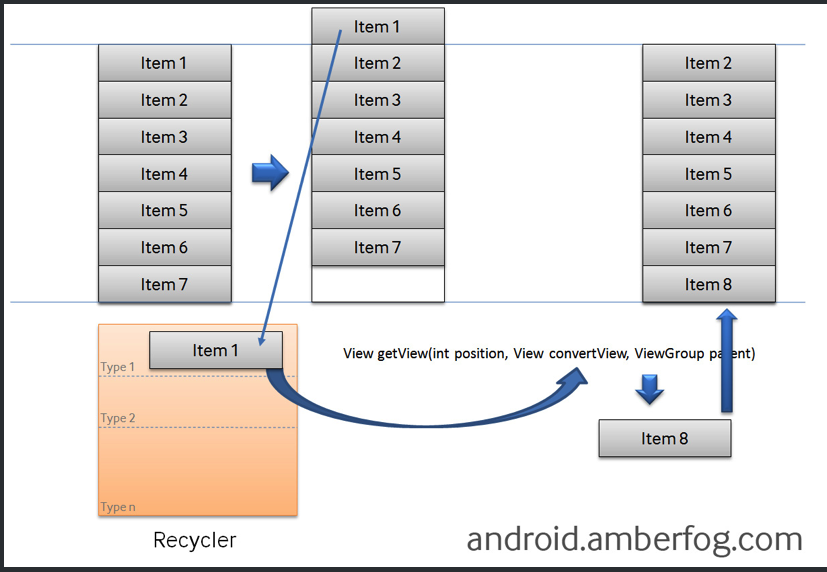 Item 1
Item 2
Item 3
Item 4
Item 5
Item 6
Item 7
Item 1
Item 2
Item 3
Item 4
Item 5
Item 6
Item 7
Item 2
Item 3
Item 4
Item 5
Item 6
Item 7
Item 8
Item 1
Type 1
Type 2
Type n
Recycler
View getView(int position, View convertView, ViewGroup parent)
Item 8
android.amberfog.com